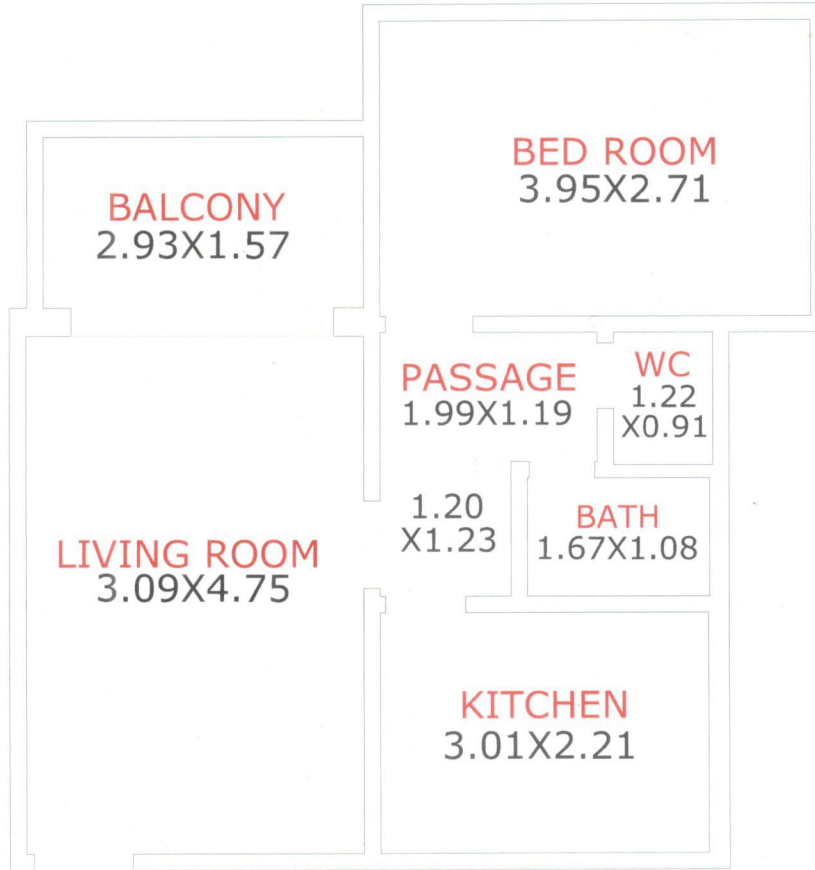 BED ROOM
3.95X2.71
BALCONY
2.93X1.57
PASSAGE
1.99X1.19
WC
1.22
X0.91
1.20
X1.23
BATH
1.67X1.08
LIVING ROOM
3.09X4.75
KITCHEN
3.01X2.21